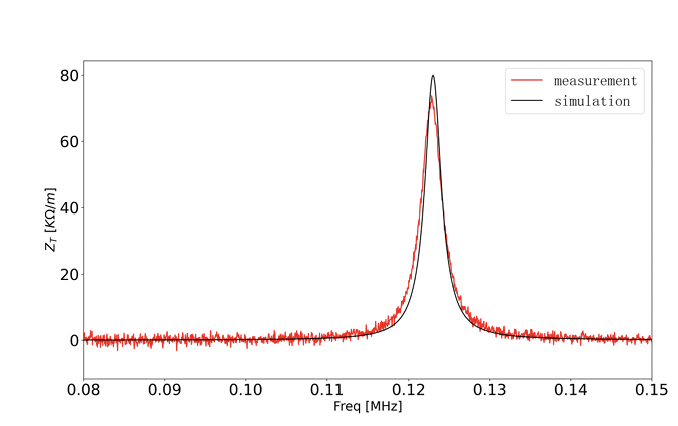 measurement
simulation
80
60
40
20
0
Z_T [KΩ/m]
0.08 0.09 0.10 0.11 0.12 0.13 0.14 0.15
Freq [MHz]